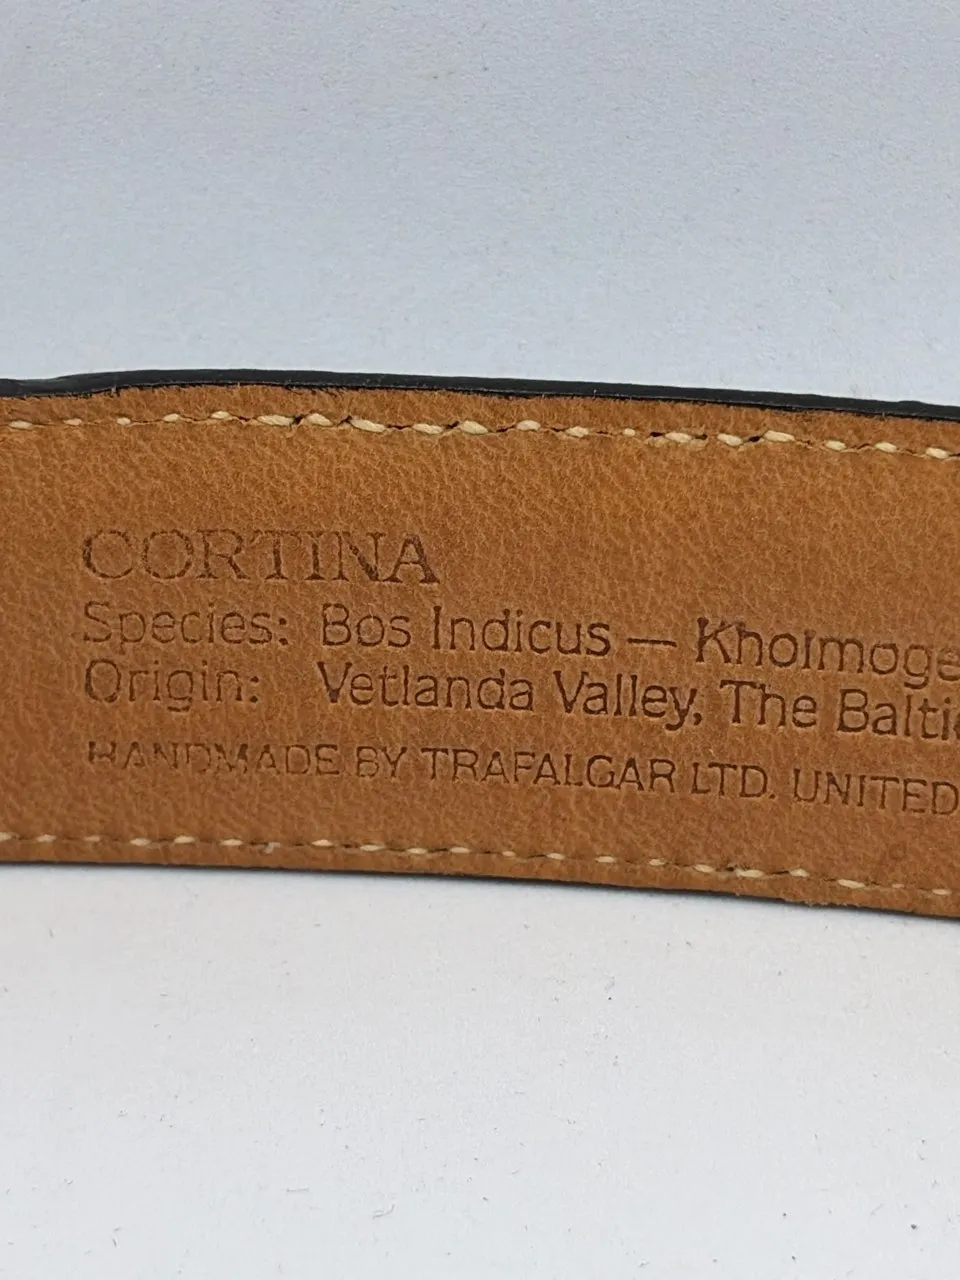 CORTINA
Species: Bos Indicus — Kholmoge
Origin: Vetlanda Valley, The Balti
HANDMADE BY TRAFALGAR LTD. UNITED